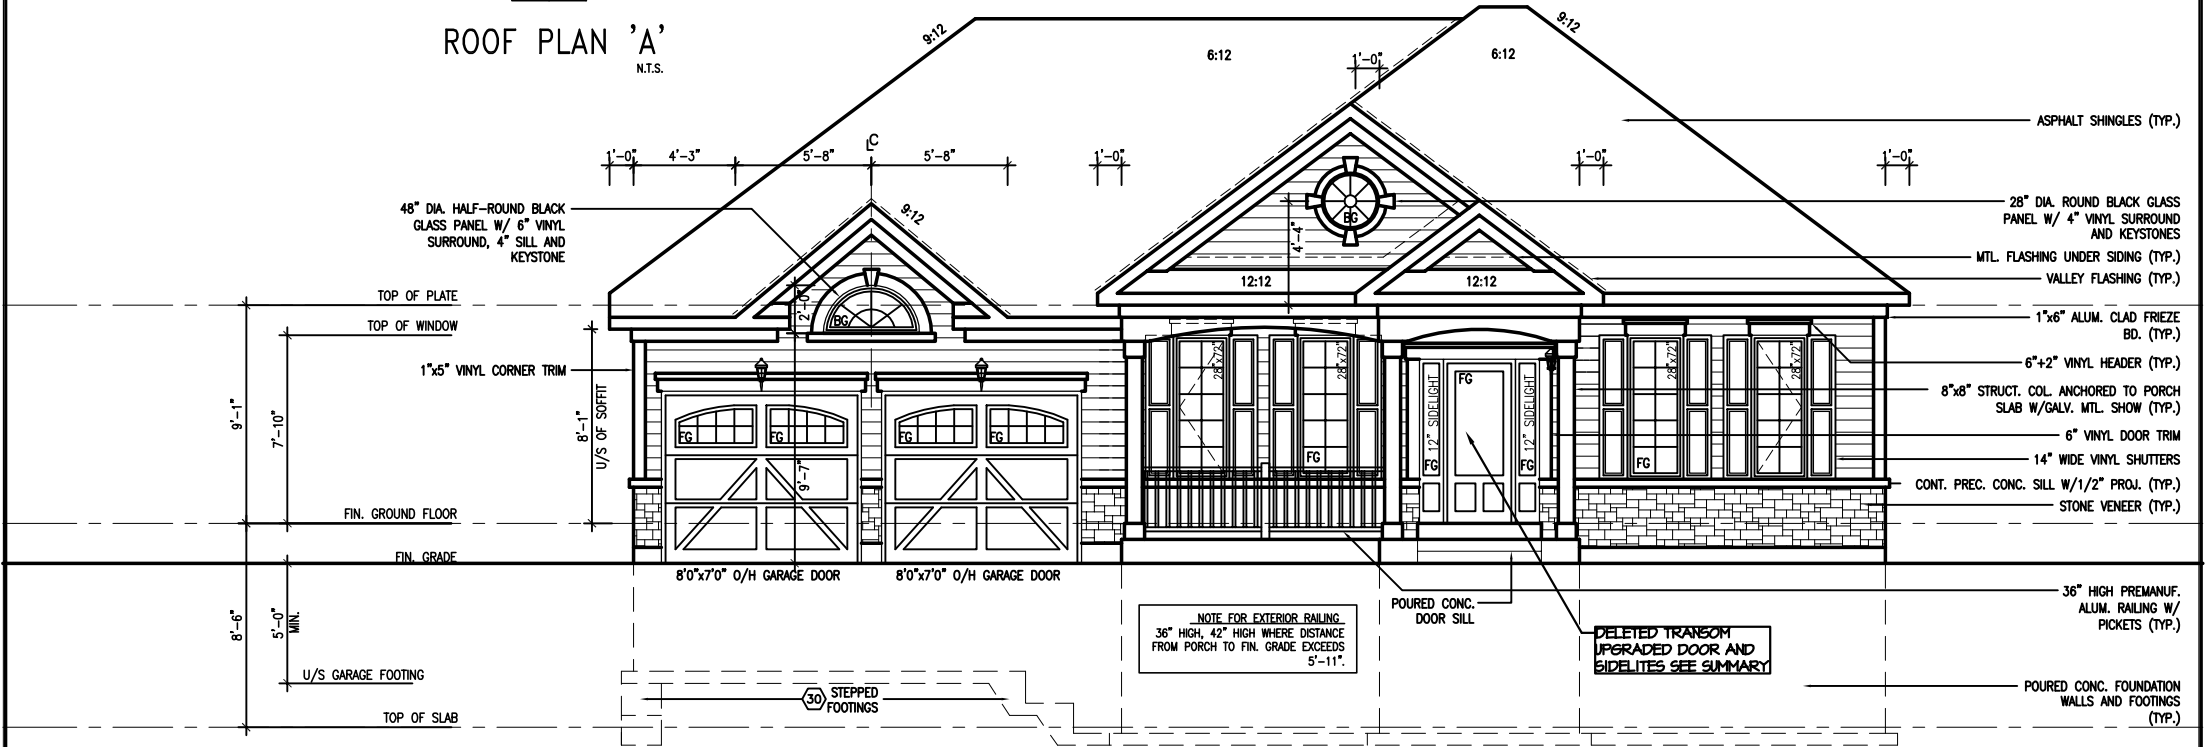 ROOF PLAN 'A'
N.T.S.
9:12
6:12
1'-0"
6:12
9:12
ASPHALT SHINGLES (TYP.)
1'-0"
4'-3"
5'-8"
CL
5'-8"
1'-0"
1'-0"
1'-0"
48" DIA. HALF-ROUND BLACK
GLASS PANEL W/ 6" VINYL
SURROUND, 4" SILL AND
KEYSTONE
9:12
BG
4'-4"
28" DIA. ROUND BLACK GLASS
PANEL W/ 4" VINYL SURROUND
AND KEYSTONES
MTL. FLASHING UNDER SIDING (TYP.)
VALLEY FLASHING (TYP.)
12:12
12:12
TOP OF PLATE
TOP OF WINDOW
2'-0"
BG
1"x6" ALUM. CLAD FRIEZE
BD. (TYP.)
6"+2" VINYL HEADER (TYP.)
8"x8" STRUCT. COL. ANCHORED TO PORCH
SLAB W/GALV. MTL. SHOW (TYP.)
6" VINYL DOOR TRIM
14" WIDE VINYL SHUTTERS
CONT. PREC. CONC. SILL W/1/2" PROJ. (TYP.)
STONE VENEER (TYP.)
1"x5" VINYL CORNER TRIM
9'-1"
7'-10"
8'-1"
U/S OF SOFFIT
FG
FG
FG
FG
9'-7"
28"x72"
28"x72"
28"x72"
28"x72"
FG
12" SIDELIGHT
FG
FG
12" SIDELIGHT
FG
FG
FIN. GROUND FLOOR
FIN. GRADE
8'0"x7'0" O/H GARAGE DOOR
8'0"x7'0" O/H GARAGE DOOR
8'-6"
5'-0"
MIN.
U/S GARAGE FOOTING
TOP OF SLAB
30
STEPPED
FOOTINGS
NOTE FOR EXTERIOR RAILING
36" HIGH, 42" HIGH WHERE DISTANCE
FROM PORCH TO FIN. GRADE EXCEEDS
5'-11".
POURED CONC.
DOOR SILL
DELETED TRANSOM
UPGRADED DOOR AND
SIDELITES SEE SUMMARY
36" HIGH PREMANUF.
ALUM. RAILING W/
PICKETS (TYP.)
POURED CONC. FOUNDATION
WALLS AND FOOTINGS
(TYP.)